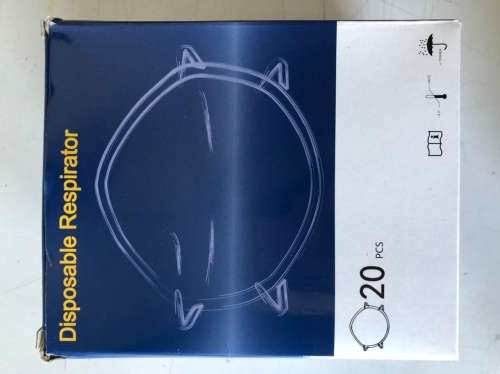 Disposable Respirator
20 PCS